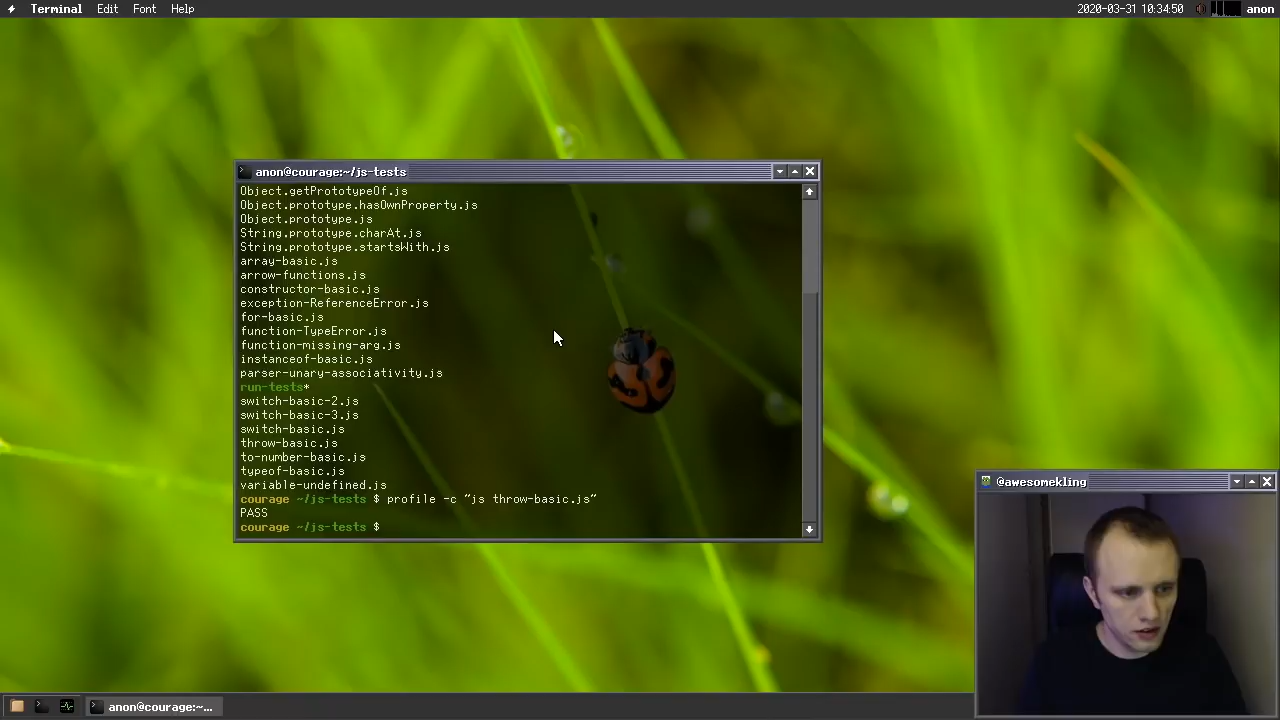 Terminal Edit Font Help 2020-03-31 10:34:50 anon
anon@courage:~/js-tests
Object.getPrototypeOf.js
Object.prototype.hasOwnProperty.js
Object.prototype.js
String.prototype.charAt.js
String.prototype.startsWith.js
array-basic.js
arrow-functions.js
constructor-basic.js
exception-ReferenceError.js
for-basic.js
function-TypeError.js
function-missing-arg.js
instanceof-basic.js
parser-unary-associativity.js
run-tests*
switch-basic-2.js
switch-basic-3.js
switch-basic.js
throw-basic.js
to-number-basic.js
typeof-basic.js
variable-undefined.js
courage ~/js-tests $ profile -c "js throw-basic.js"
PASS
courage ~/js-tests $
@awesomekling
anon@courage:~...